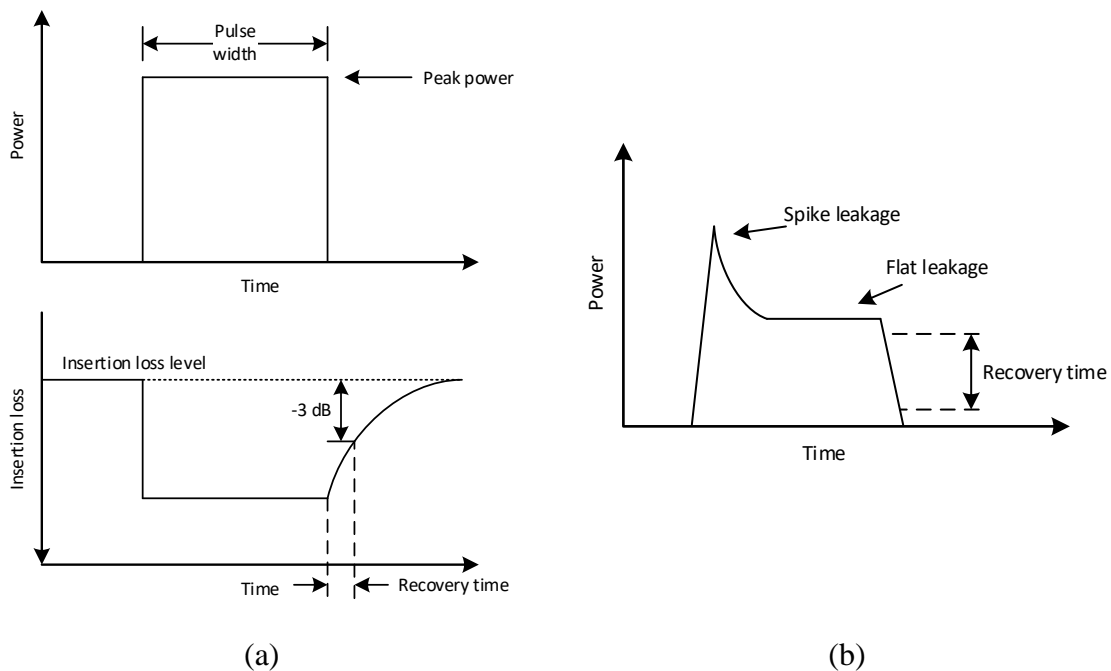 Pulse
width
Peak power
Power
Time
Insertion loss level
-3 dB
Insertion loss
Time
Recovery time
(a)
Spike leakage
Flat leakage
Power
Recovery time
Time
(b)